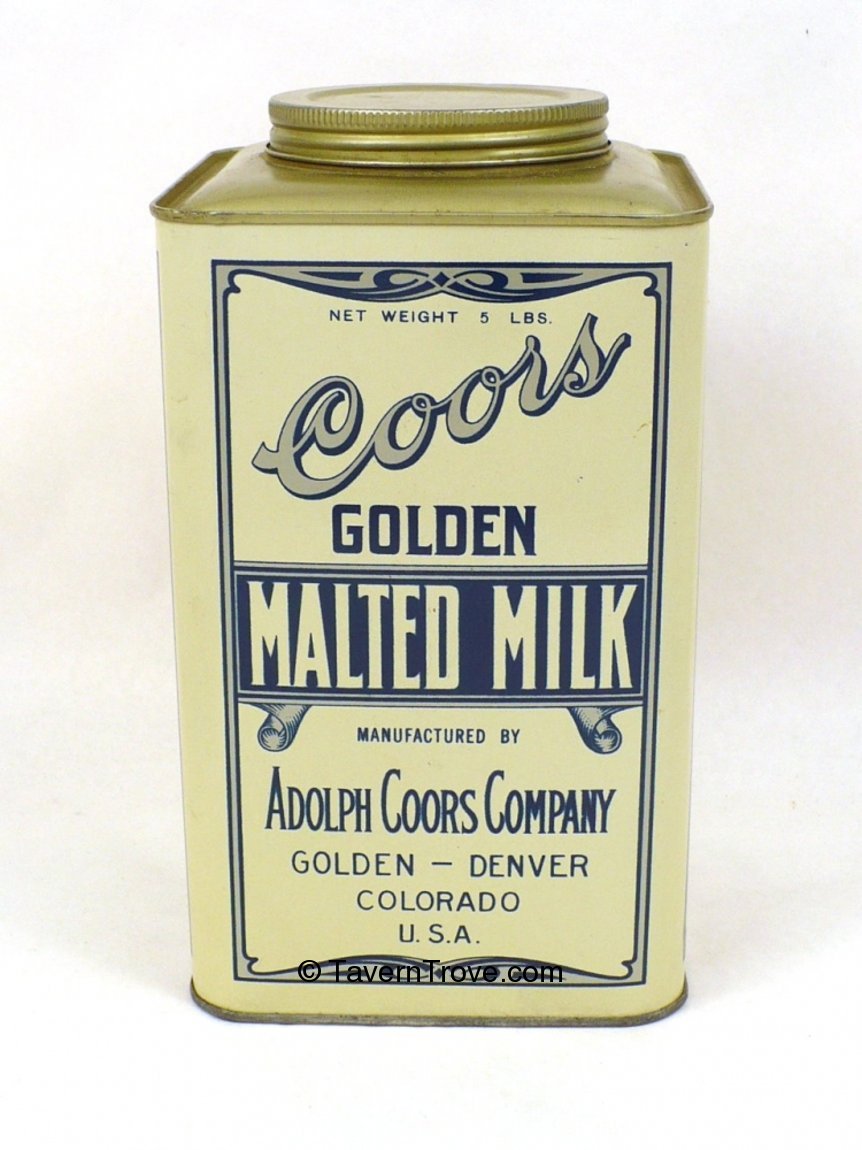 NET WEIGHT 5 LBS.
Coors
GOLDEN
MALTED MILK
MANUFACTURED BY
ADOLPH COORS COMPANY
GOLDEN – DENVER
COLORADO
U.S.A.
© TavernTrove.com